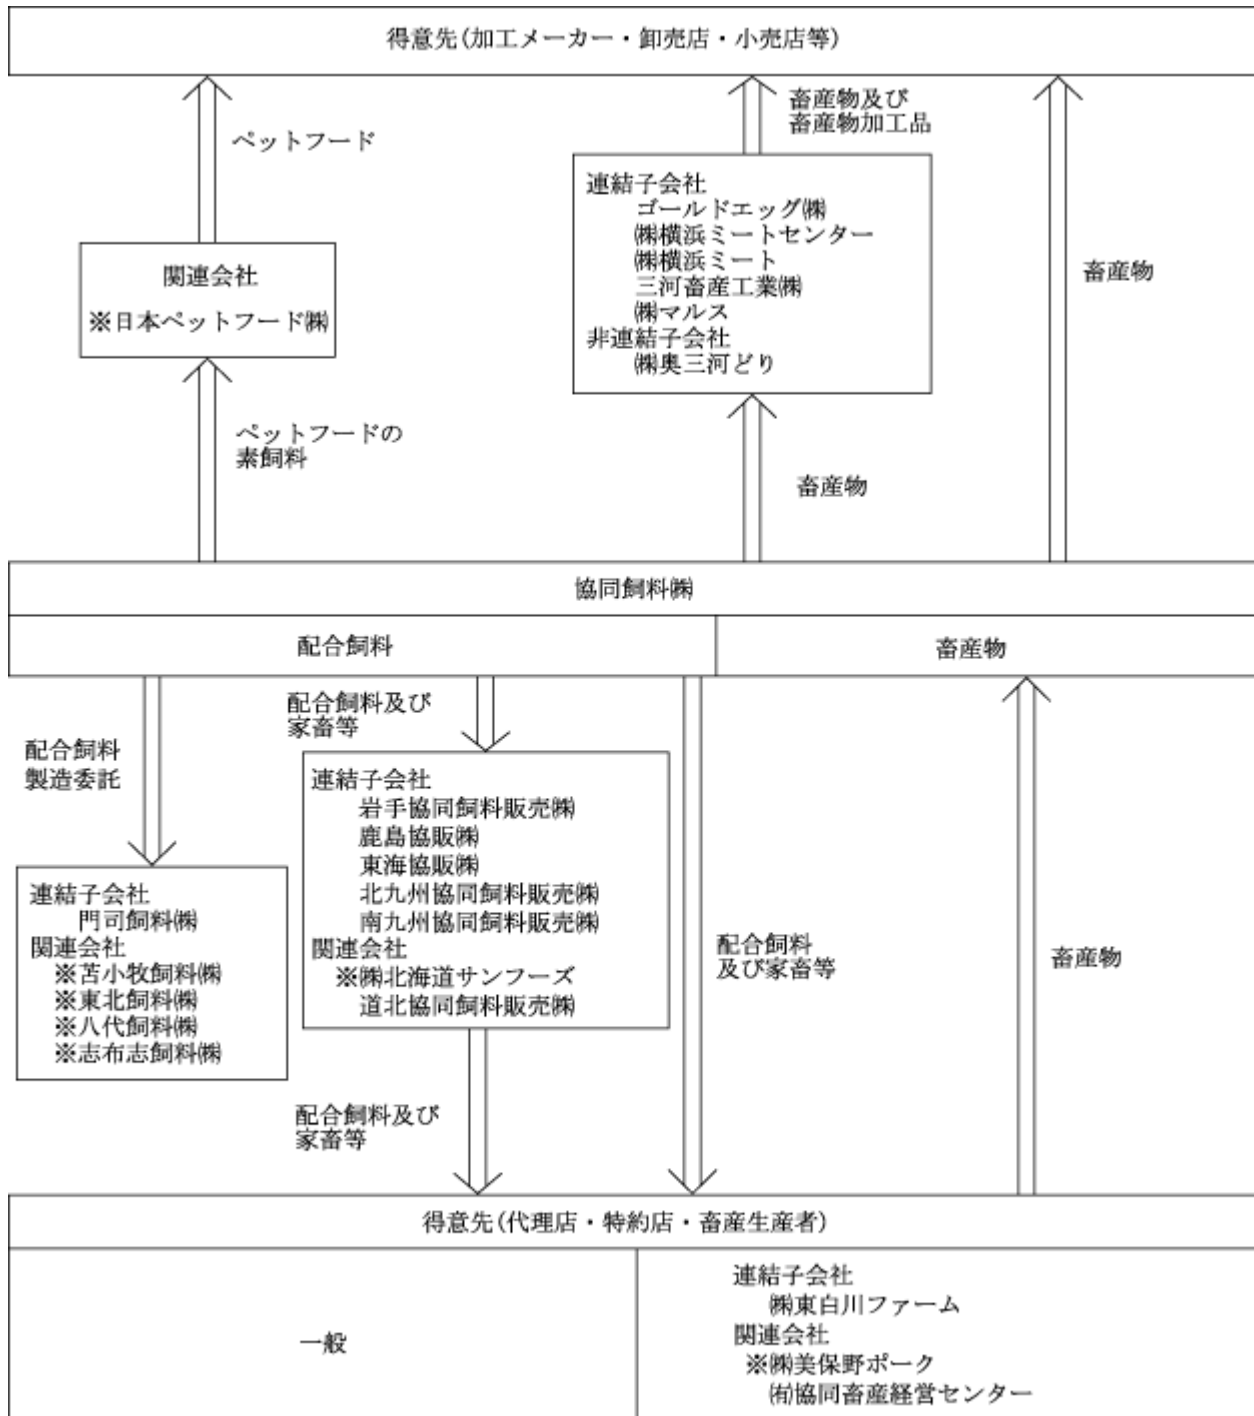 得意先(加工メーカー・卸売店・小売店等)
ペットフード
畜産物及び
畜産物加工品
畜産物
関連会社
※日本ペットフード㈱
連結子会社
ゴールドエッグ㈱
㈱横浜ミートセンター
㈱横浜ミート
三河畜産工業㈱
㈱マルス
非連結子会社
㈱奥三河どり
ペットフードの
素飼料
畜産物
協同飼料㈱
配合飼料
畜産物
配合飼料
製造委託
配合飼料及び
家畜等
連結子会社
門司飼料㈱
関連会社
※苫小牧飼料㈱
※東北飼料㈱
※八代飼料㈱
※志布志飼料㈱
連結子会社
岩手協同飼料販売㈱
鹿島協販㈱
東海協販㈱
北九州協同飼料販売㈱
南九州協同飼料販売㈱
関連会社
※㈱北海道サンフーズ
道北協同飼料販売㈱
配合飼料
及び家畜等
畜産物
配合飼料及び
家畜等
得意先(代理店・特約店・畜産生産者)
一般
連結子会社
㈱東白川ファーム
関連会社
※㈱美保野ポーク
㈲協同畜産経営センター